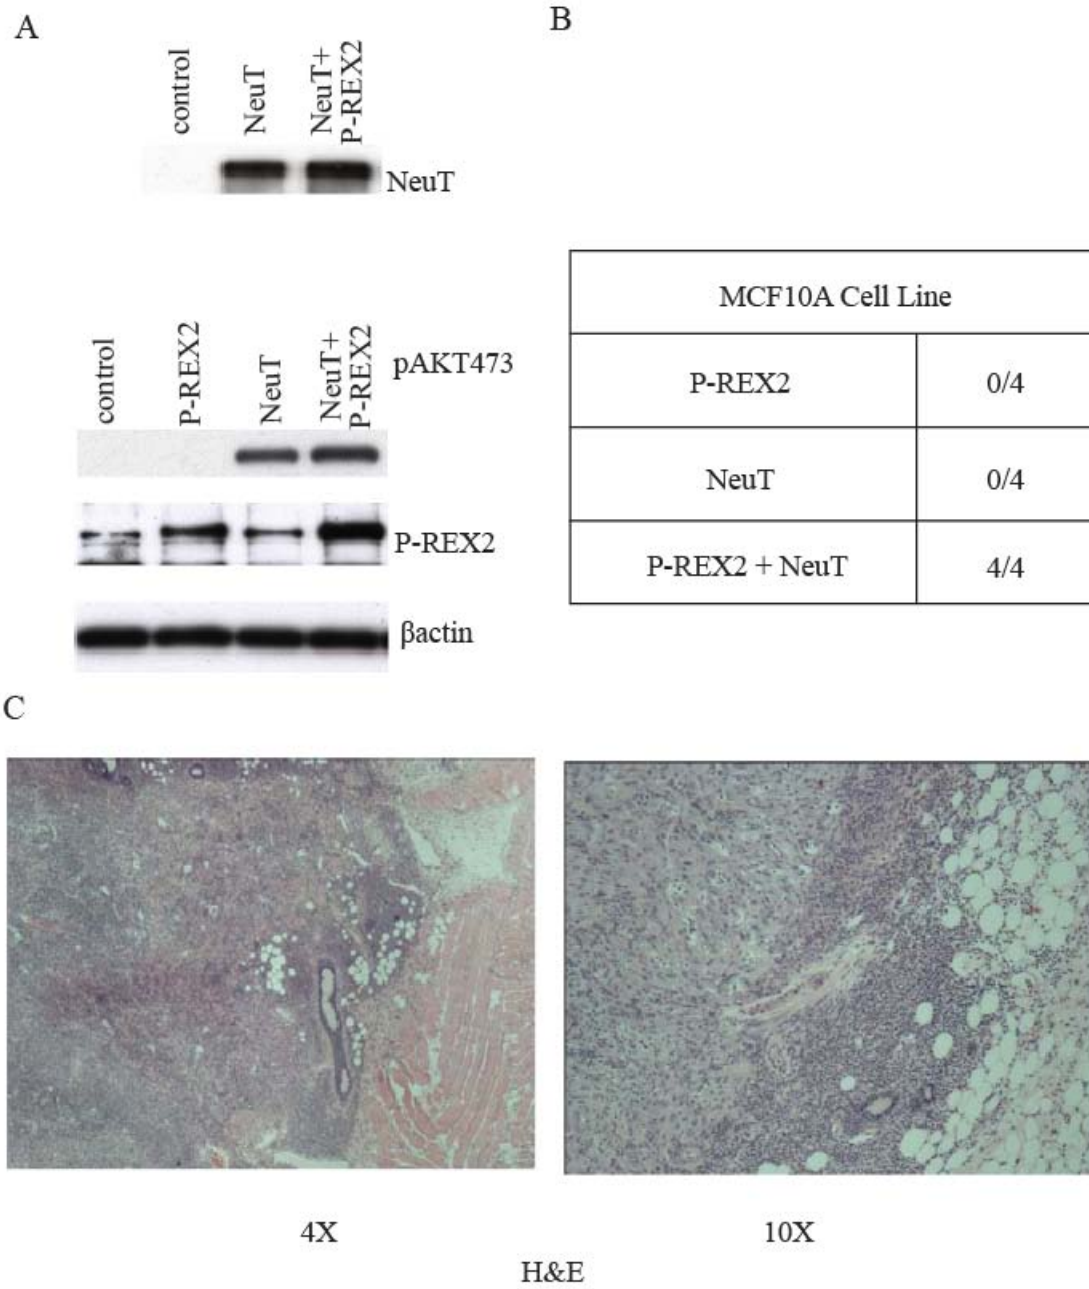 A
control
NeuT
NeuT+
P-REX2
NeuT
control
P-REX2
NeuT
NeuT+
P-REX2
pAKT473
P-REX2
βactin
B
MCF10A Cell Line
P-REX2 0/4
NeuT 0/4
P-REX2 + NeuT 4/4
C
4X
10X
H&E